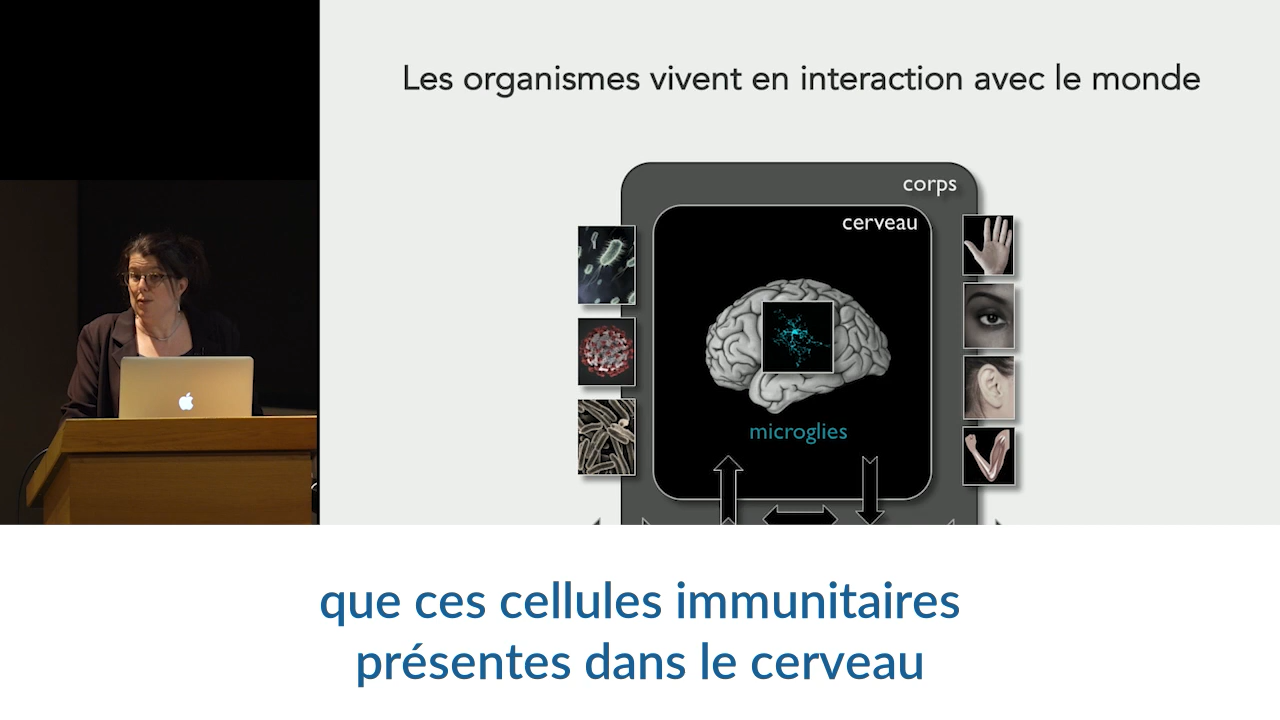 Les organismes vivent en interaction avec le monde
corps
cerveau
microglies
que ces cellules immunitaires
présentes dans le cerveau